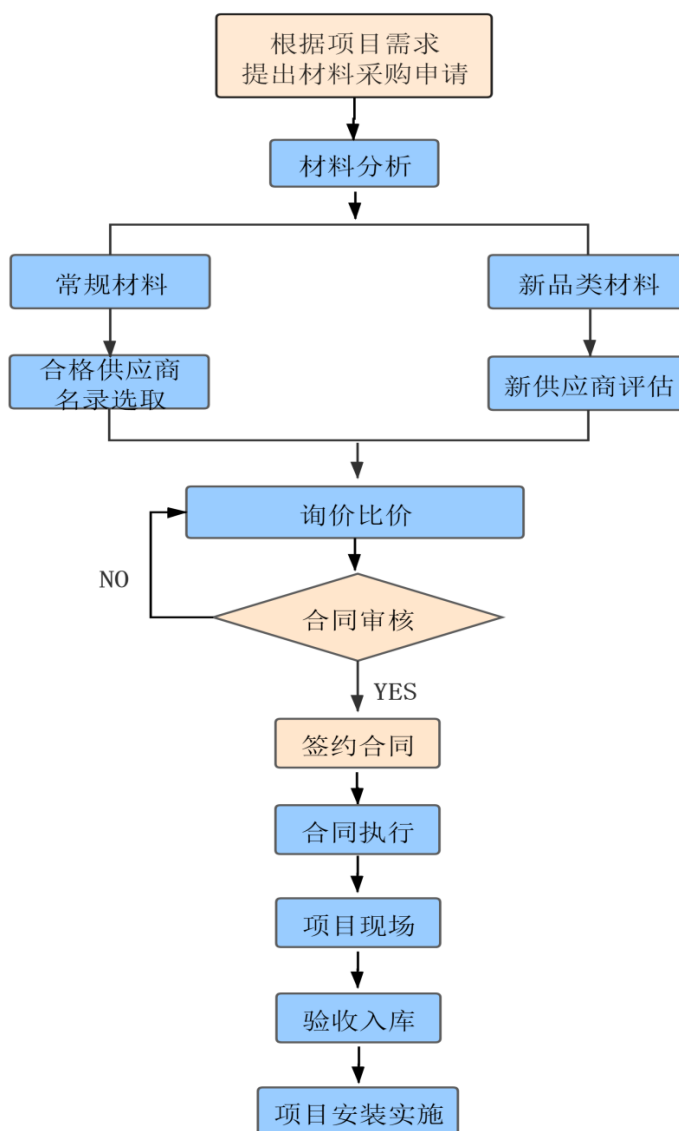 根据项目需求
提出材料采购申请
材料分析
常规材料
新品类材料
合格供应商
名录选取
新供应商评估
询价比价
NO
合同审核
YES
签约合同
合同执行
项目现场
验收入库
项目安装实施